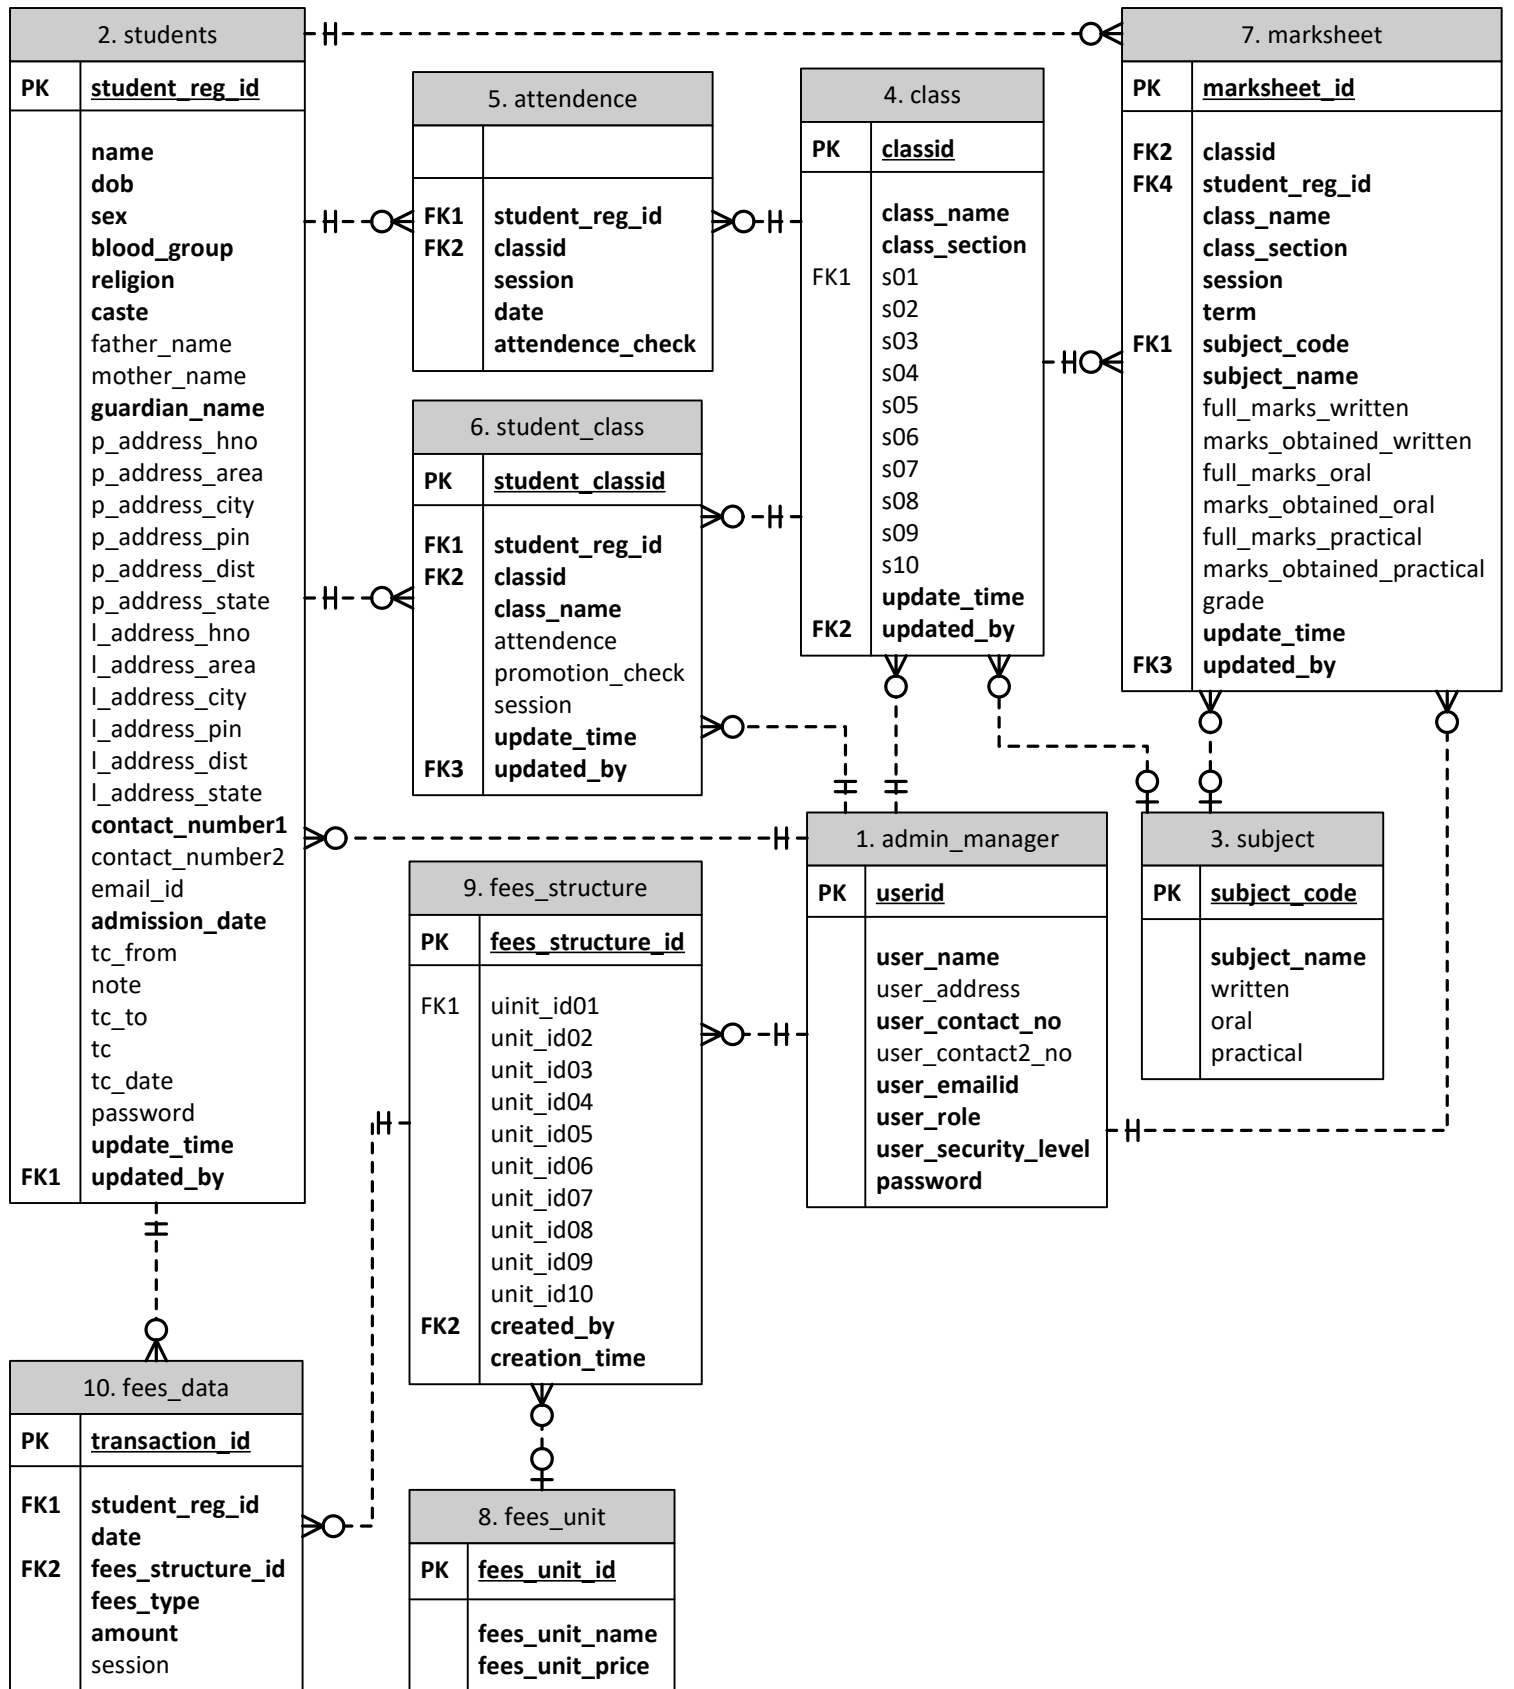 2. students
PK student_reg_id
name
dob
sex
blood_group
religion
caste
father_name
mother_name
guardian_name
p_address_hno
p_address_area
p_address_city
p_address_pin
p_address_dist
p_address_state
l_address_hno
l_address_area
l_address_city
l_address_pin
l_address_dist
l_address_state
contact_number1
contact_number2
email_id
admission_date
tc_from
note
tc_to
tc
tc_date
password
update_time
FK1 updated_by
5. attendence
FK1 student_reg_id
FK2 classid
session
date
attendence_check
4. class
PK classid
class_name
class_section
FK1 s01
s02
s03
s04
s05
s06
s07
s08
s09
s10
update_time
FK2 updated_by
7. marksheet
PK marksheet_id
FK2 classid
FK4 student_reg_id
class_name
class_section
session
term
FK1 subject_code
subject_name
full_marks_written
marks_obtained_written
full_marks_oral
marks_obtained_oral
full_marks_practical
marks_obtained_practical
grade
update_time
FK3 updated_by
6. student_class
PK student_classid
FK1 student_reg_id
FK2 classid
class_name
attendence
promotion_check
session
update_time
FK3 updated_by
1. admin_manager
PK userid
user_name
user_address
user_contact_no
user_contact2_no
user_emailid
user_role
user_security_level
password
3. subject
PK subject_code
subject_name
written
oral
practical
9. fees_structure
PK fees_structure_id
FK1 uinit_id01
unit_id02
unit_id03
unit_id04
unit_id05
unit_id06
unit_id07
unit_id08
unit_id09
unit_id10
FK2 created_by
creation_time
10. fees_data
PK transaction_id
FK1 student_reg_id
date
FK2 fees_structure_id
fees_type
amount
session
8. fees_unit
PK fees_unit_id
fees_unit_name
fees_unit_price